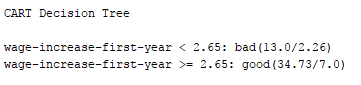 CART Decision Tree
wage-increase-first-year < 2.65: bad(13.0/2.26)
wage-increase-first-year >= 2.65: good(34.73/7.0)